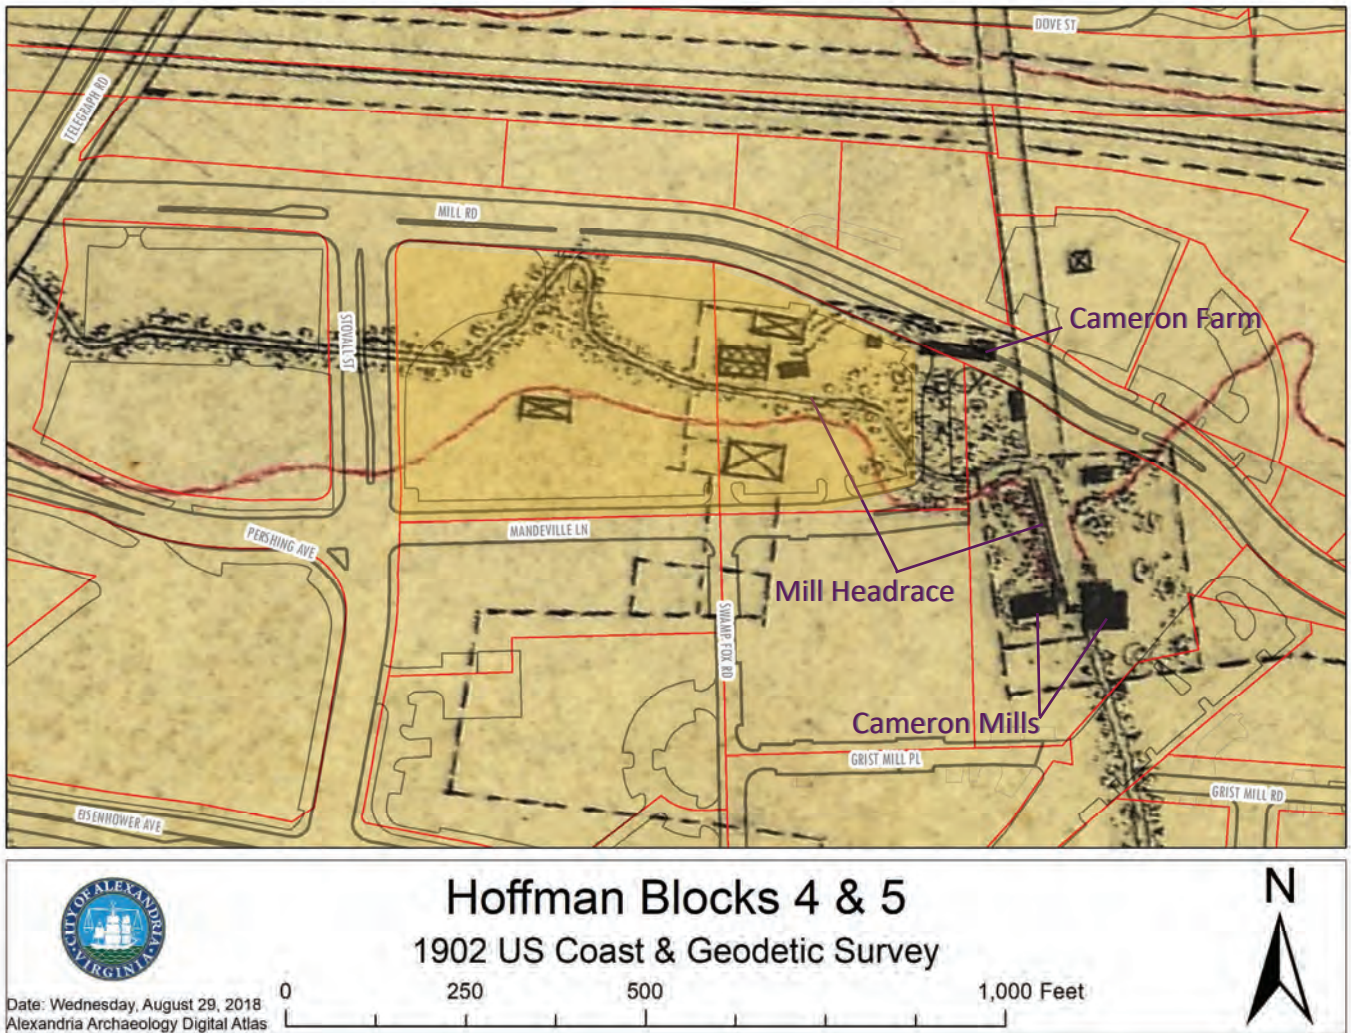 DOVE ST
TELEGRAPH RD
MILL RD
STOVALL ST
Cameron Farm
PERSHING AVE
MANDEVILLE LN
Mill Headrace
SWAMP FOX RD
Cameron Mills
GRIST MILL PL
GRIST MILL RD
EISENHOWER AVE
CITY OF ALEXANDRIA
VIRGINIA
Hoffman Blocks 4 & 5
1902 US Coast & Geodetic Survey
N
0 250 500 1,000 Feet
Date: Wednesday, August 29, 2018
Alexandria Archaeology Digital Atlas